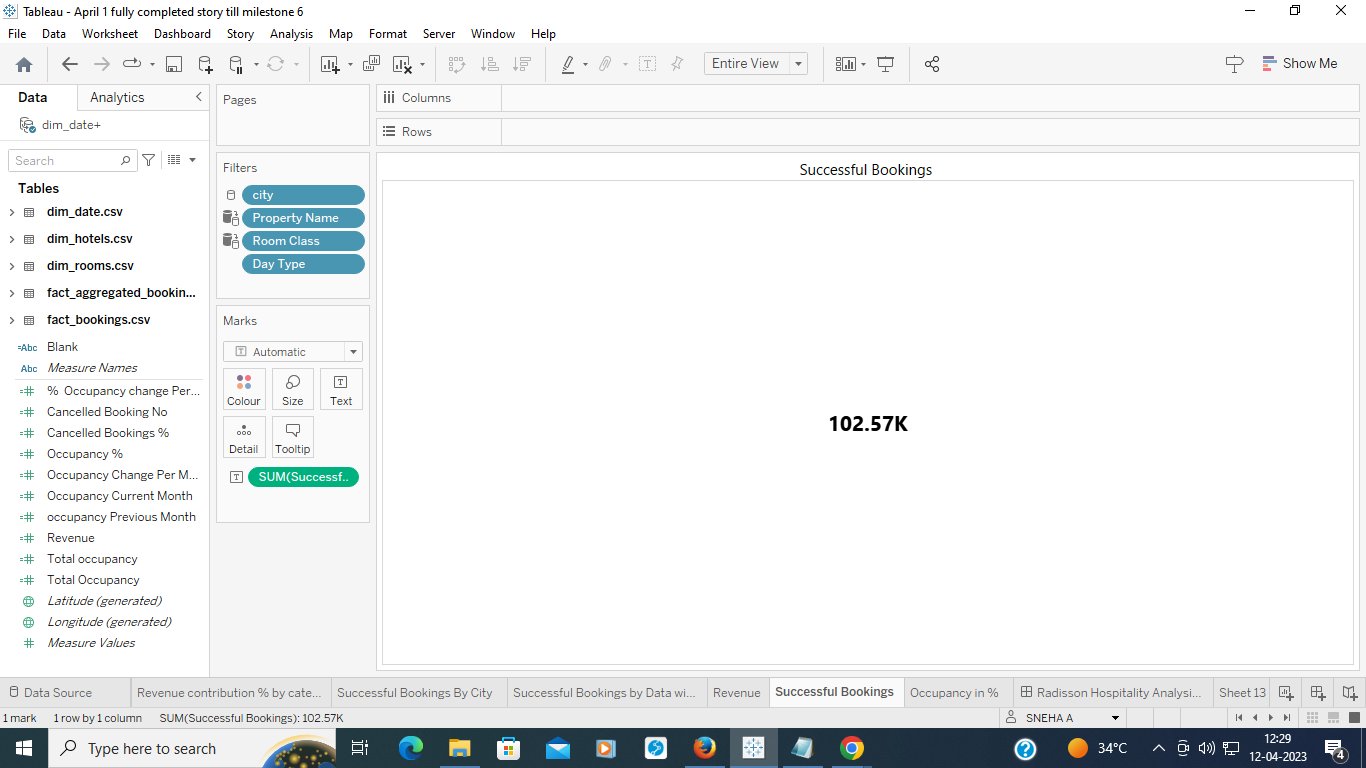 Tableau - April 1 fully completed story till milestone 6
File Data Worksheet Dashboard Story Analysis Map Format Server Window Help
Entire View
Show Me
Data Analytics
dim_date+
Search
Tables
dim_date.csv
dim_hotels.csv
dim_rooms.csv
fact_aggregated_bookin...
fact_bookings.csv
=Abc Blank
Abc Measure Names
% Occupancy change Per...
Cancelled Booking No
Cancelled Bookings %
Occupancy %
Occupancy Change Per M...
Occupancy Current Month
occupancy Previous Month
Revenue
Total occupancy
Total Occupancy
Latitude (generated)
Longitude (generated)
Measure Values
Pages
Filters
city
Property Name
Room Class
Day Type
Marks
Automatic
Colour Size Text
Detail Tooltip
SUM(Successf..
Columns
Rows
Successful Bookings
102.57K
Data Source Revenue contribution % by cate... Successful Bookings By City Successful Bookings by Data wi... Revenue Successful Bookings Occupancy in % Radisson Hospitality Analysi... Sheet 13
1 mark 1 row by 1 column SUM(Successful Bookings): 102.57K SNEHA A
Type here to search 34°C 12:29
12-04-2023 4